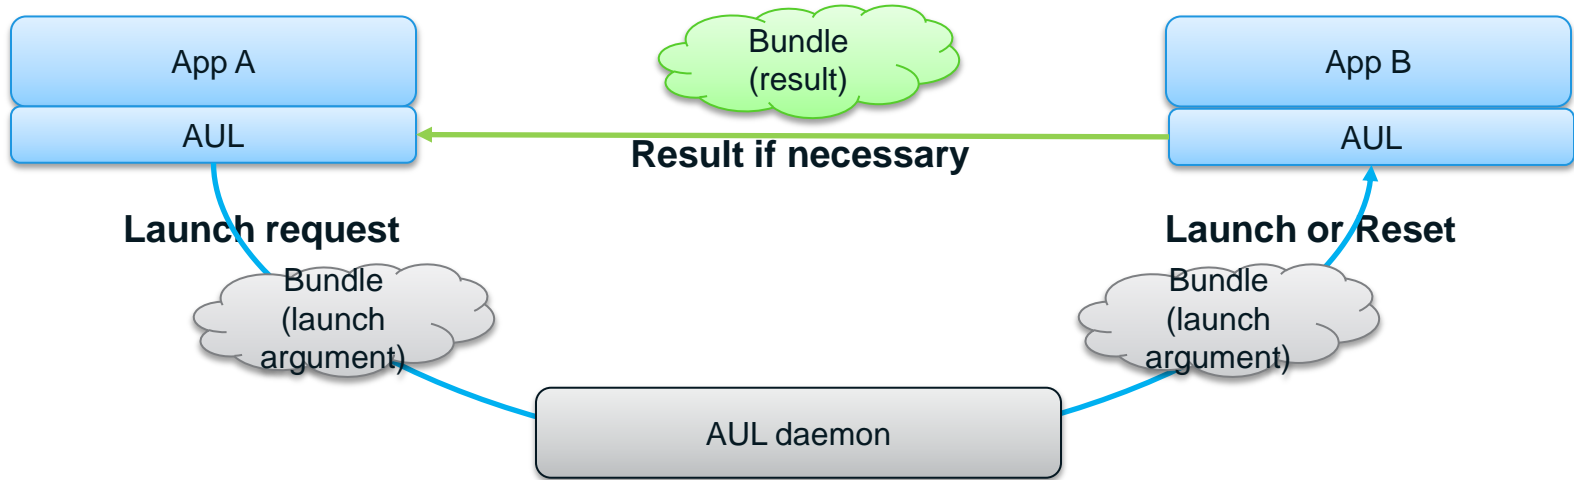 App A
AUL
Bundle
(result)
Result if necessary
App B
AUL
Launch request
Bundle
(launch
argument)
Launch or Reset
Bundle
(launch
argument)
AUL daemon